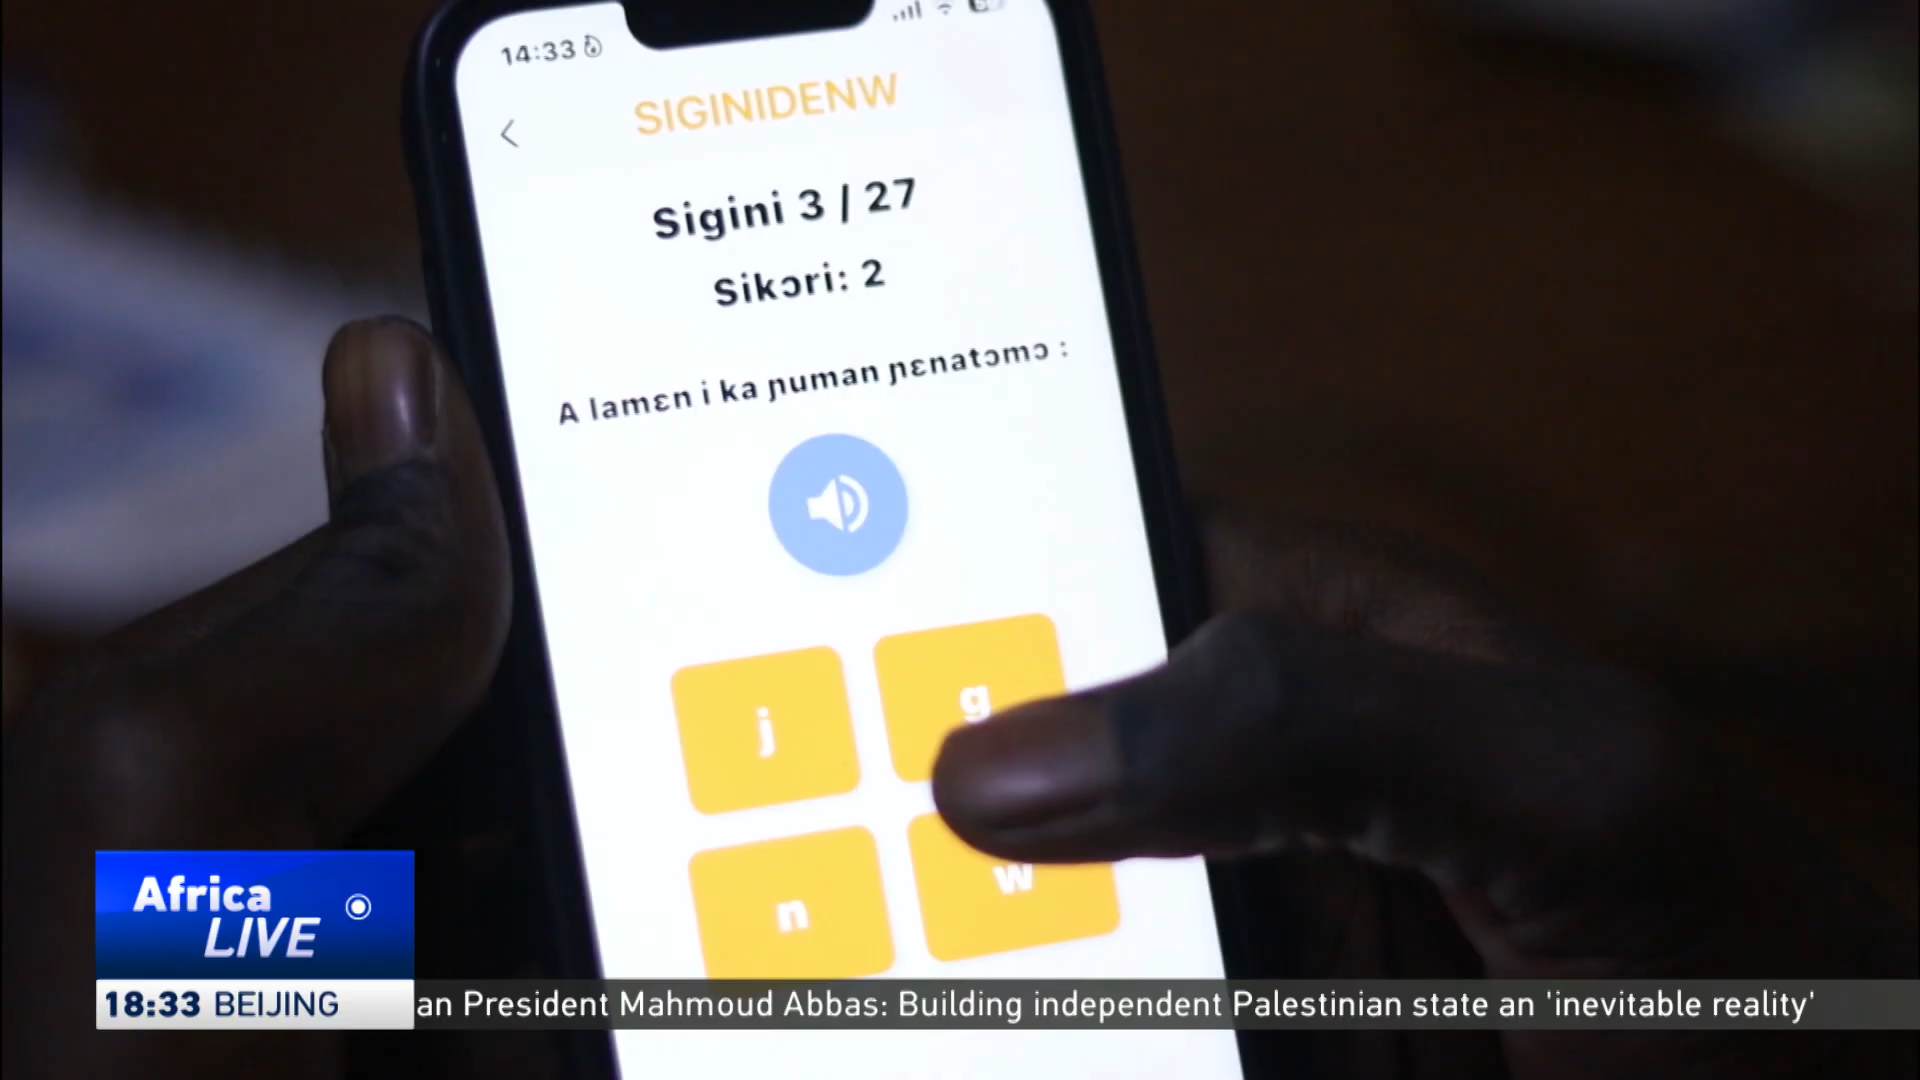 14:33
SIGINIDENW
Sigini 3 / 27
Sikɔri: 2
A lamɛn i ka ɲuman ɲɛnatɔmɔ :
j
g
n
w
Africa
LIVE
18:33 BEIJING
an President Mahmoud Abbas: Building independent Palestinian state an 'inevitable reality'